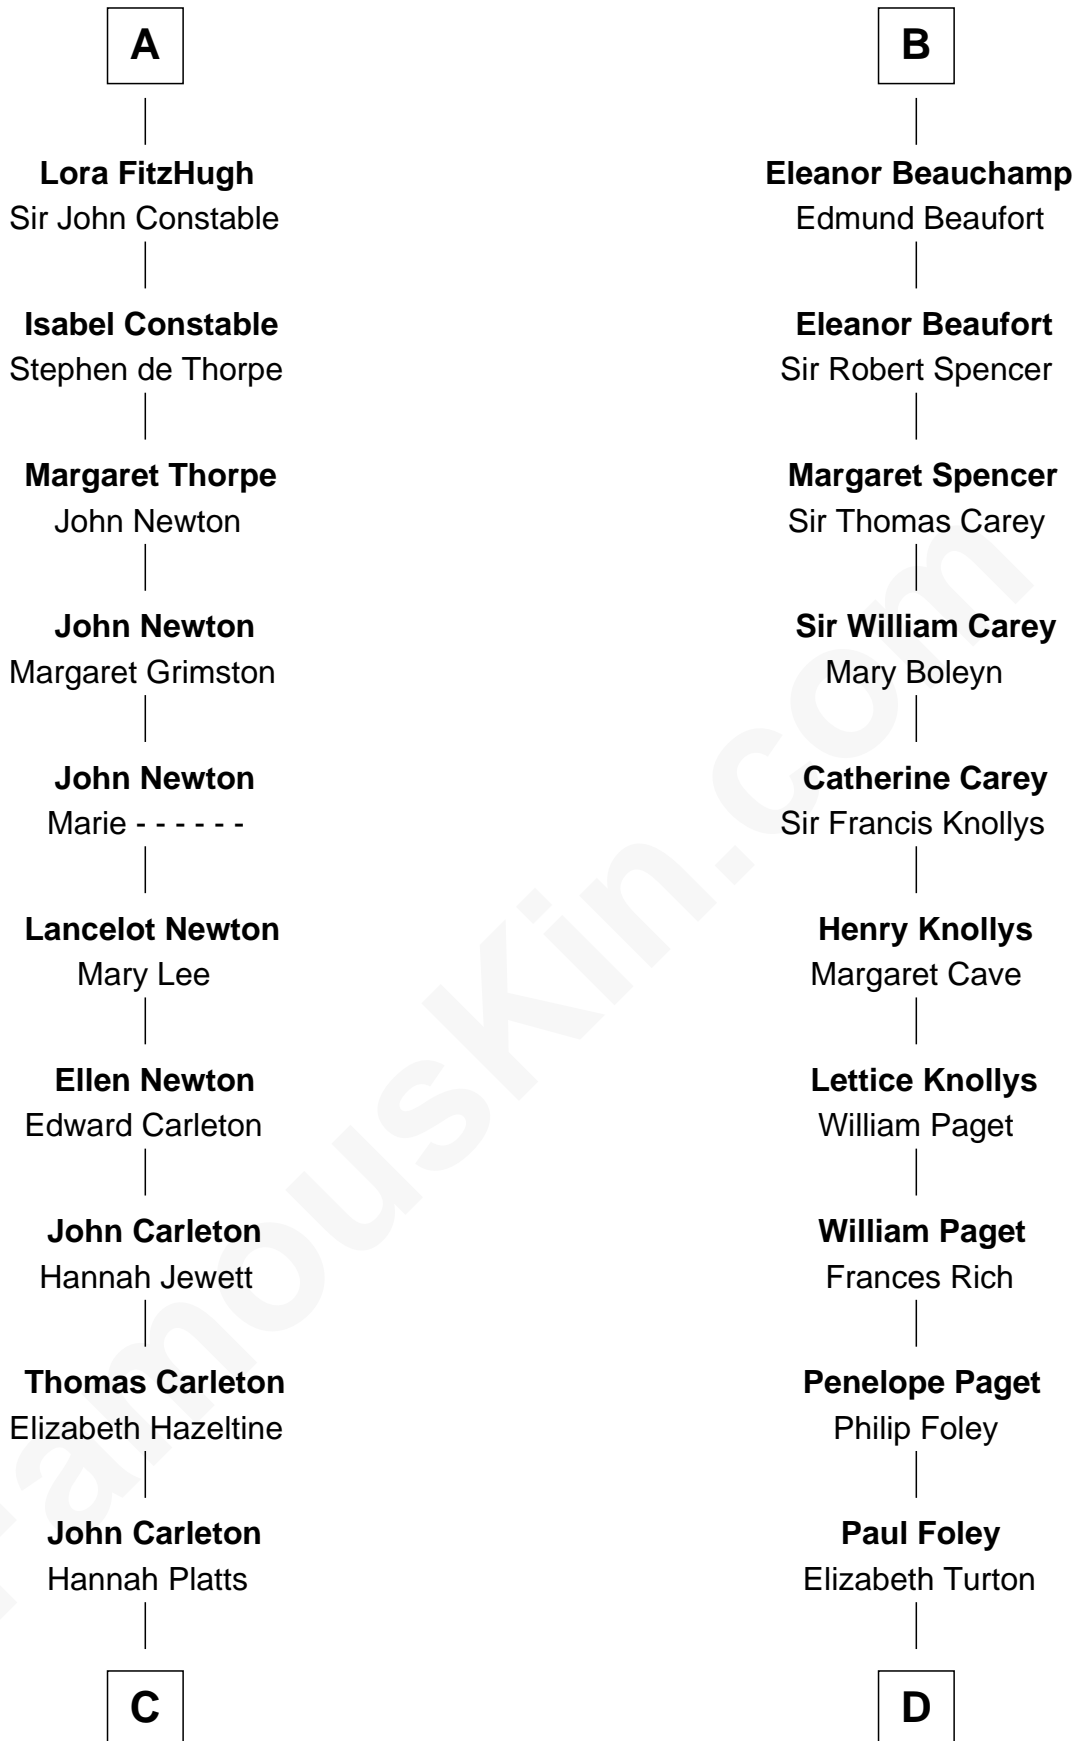 A
Lora FitzHugh
Sir John Constable
Isabel Constable
Stephen de Thorpe
Margaret Thorpe
John Newton
John Newton
Margaret Grimston
John Newton
Marie - - - - - -
Lancelot Newton
Mary Lee
Ellen Newton
Edward Carleton
John Carleton
Hannah Jewett
Thomas Carleton
Elizabeth Hazeltine
John Carleton
Hannah Platts
C
B
Eleanor Beauchamp
Edmund Beaufort
Eleanor Beaufort
Sir Robert Spencer
Margaret Spencer
Sir Thomas Carey
Sir William Carey
Mary Boleyn
Catherine Carey
Sir Francis Knollys
Henry Knollys
Margaret Cave
Lettice Knollys
William Paget
William Paget
Frances Rich
Penelope Paget
Philip Foley
Paul Foley
Elizabeth Turton
D
FamousKin.com